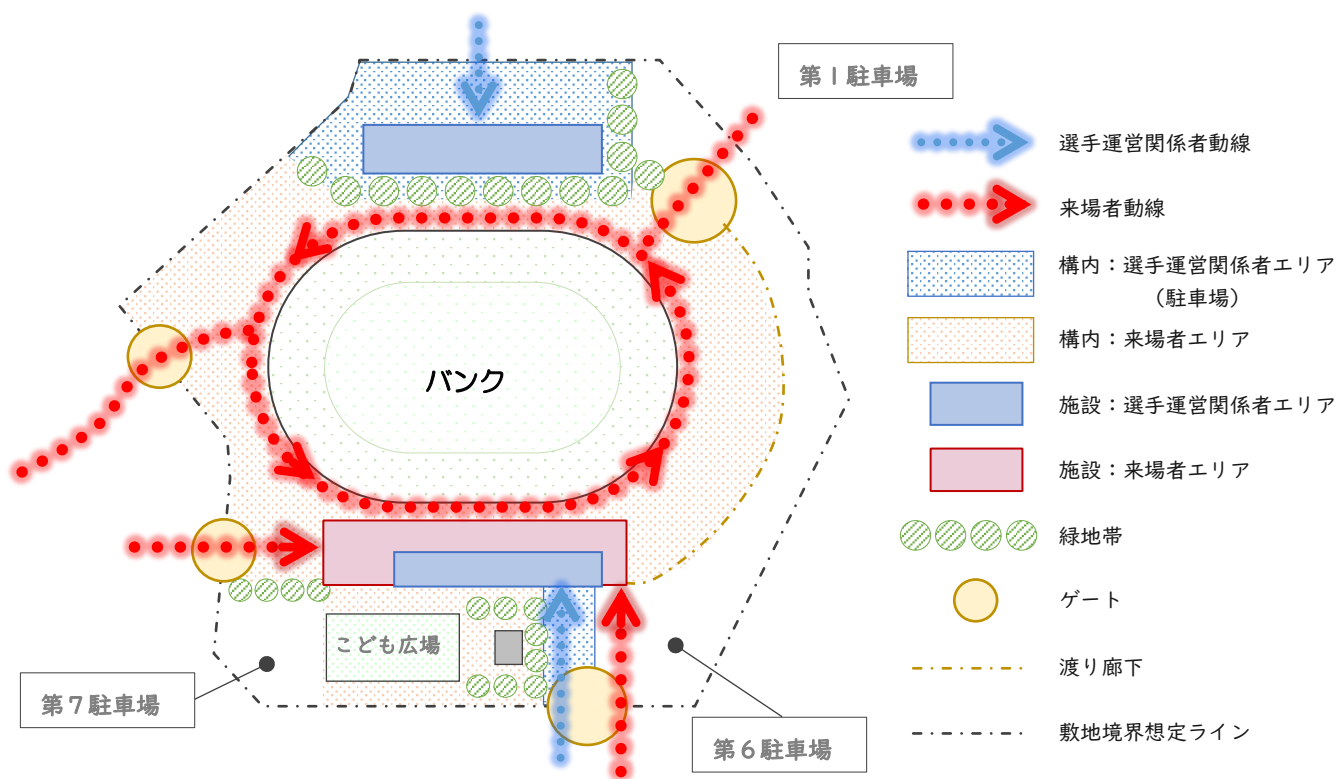 第1駐車場
選手運営関係者動線
来場者動線
構内：選手運営関係者エリア
（駐車場）
構内：来場者エリア
バンク
施設：選手運営関係者エリア
施設：来場者エリア
緑地帯
ゲート
こども広場
渡り廊下
第7駐車場
第6駐車場
敷地境界想定ライン